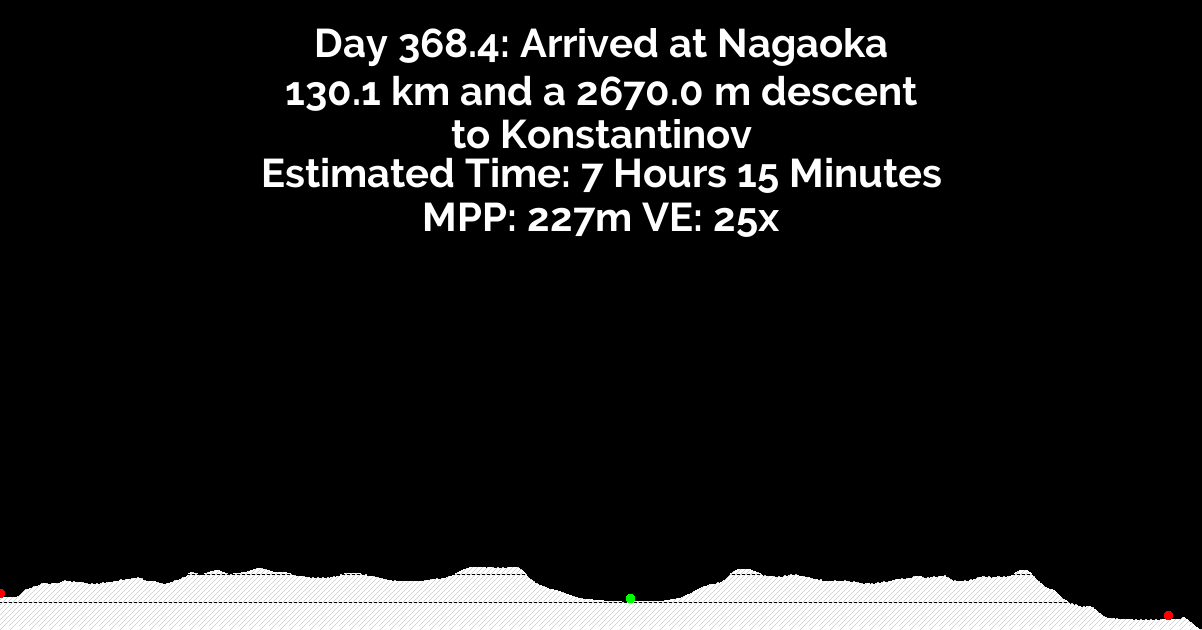 Day 368.4: Arrived at Nagaoka
130.1 km and a 2670.0 m descent
to Konstantinov
Estimated Time: 7 Hours 15 Minutes
MPP: 227m VE: 25x